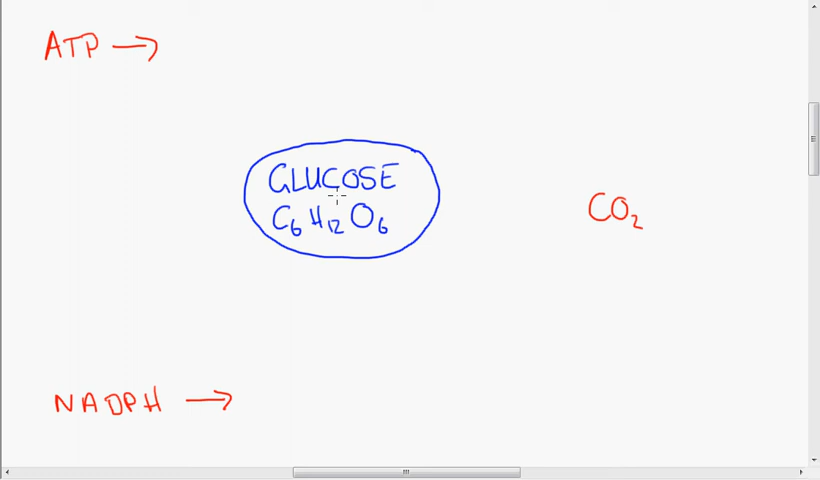 ATP →
GLUCOSE
C₆H₁₂O₆
CO₂
NADPH →